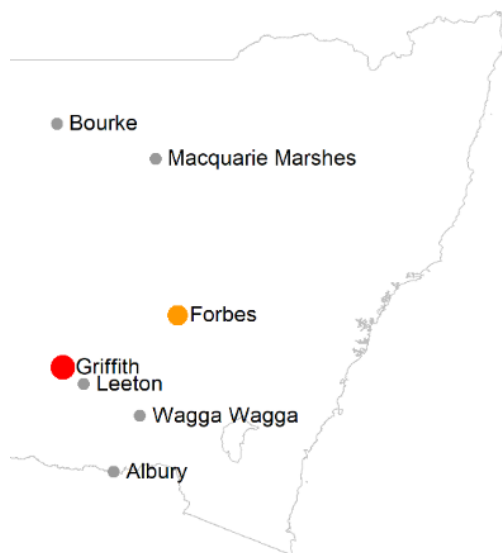 Bourke
Macquarie Marshes
Forbes
Griffith
Leeton
Wagga Wagga
Albury